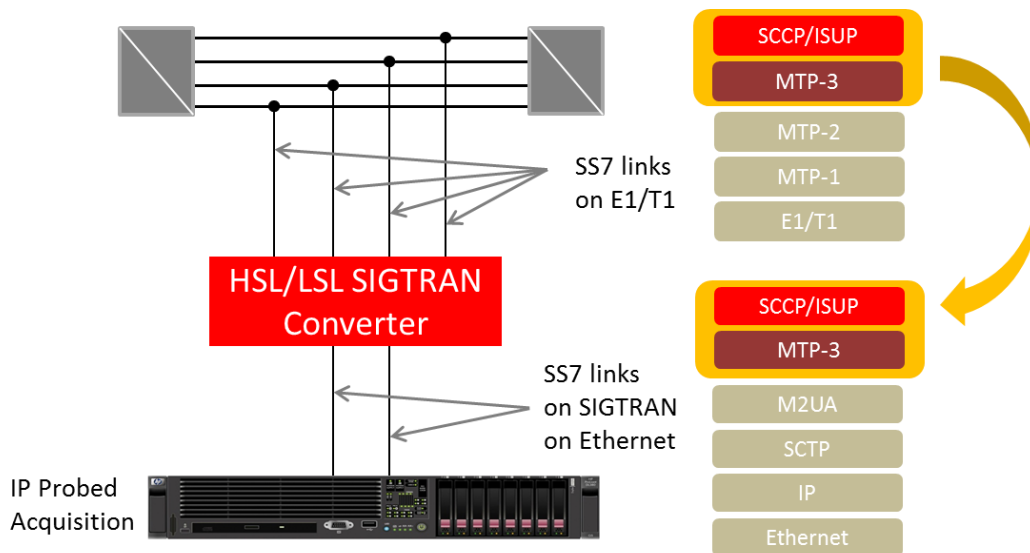 SCCP/ISUP
MTP-3
MTP-2
MTP-1
E1/T1
SS7 links
on E1/T1
HSL/LSL SIGTRAN
Converter
SCCP/ISUP
MTP-3
M2UA
SCTP
IP
Ethernet
SS7 links
on SIGTRAN
on Ethernet
IP Probed
Acquisition